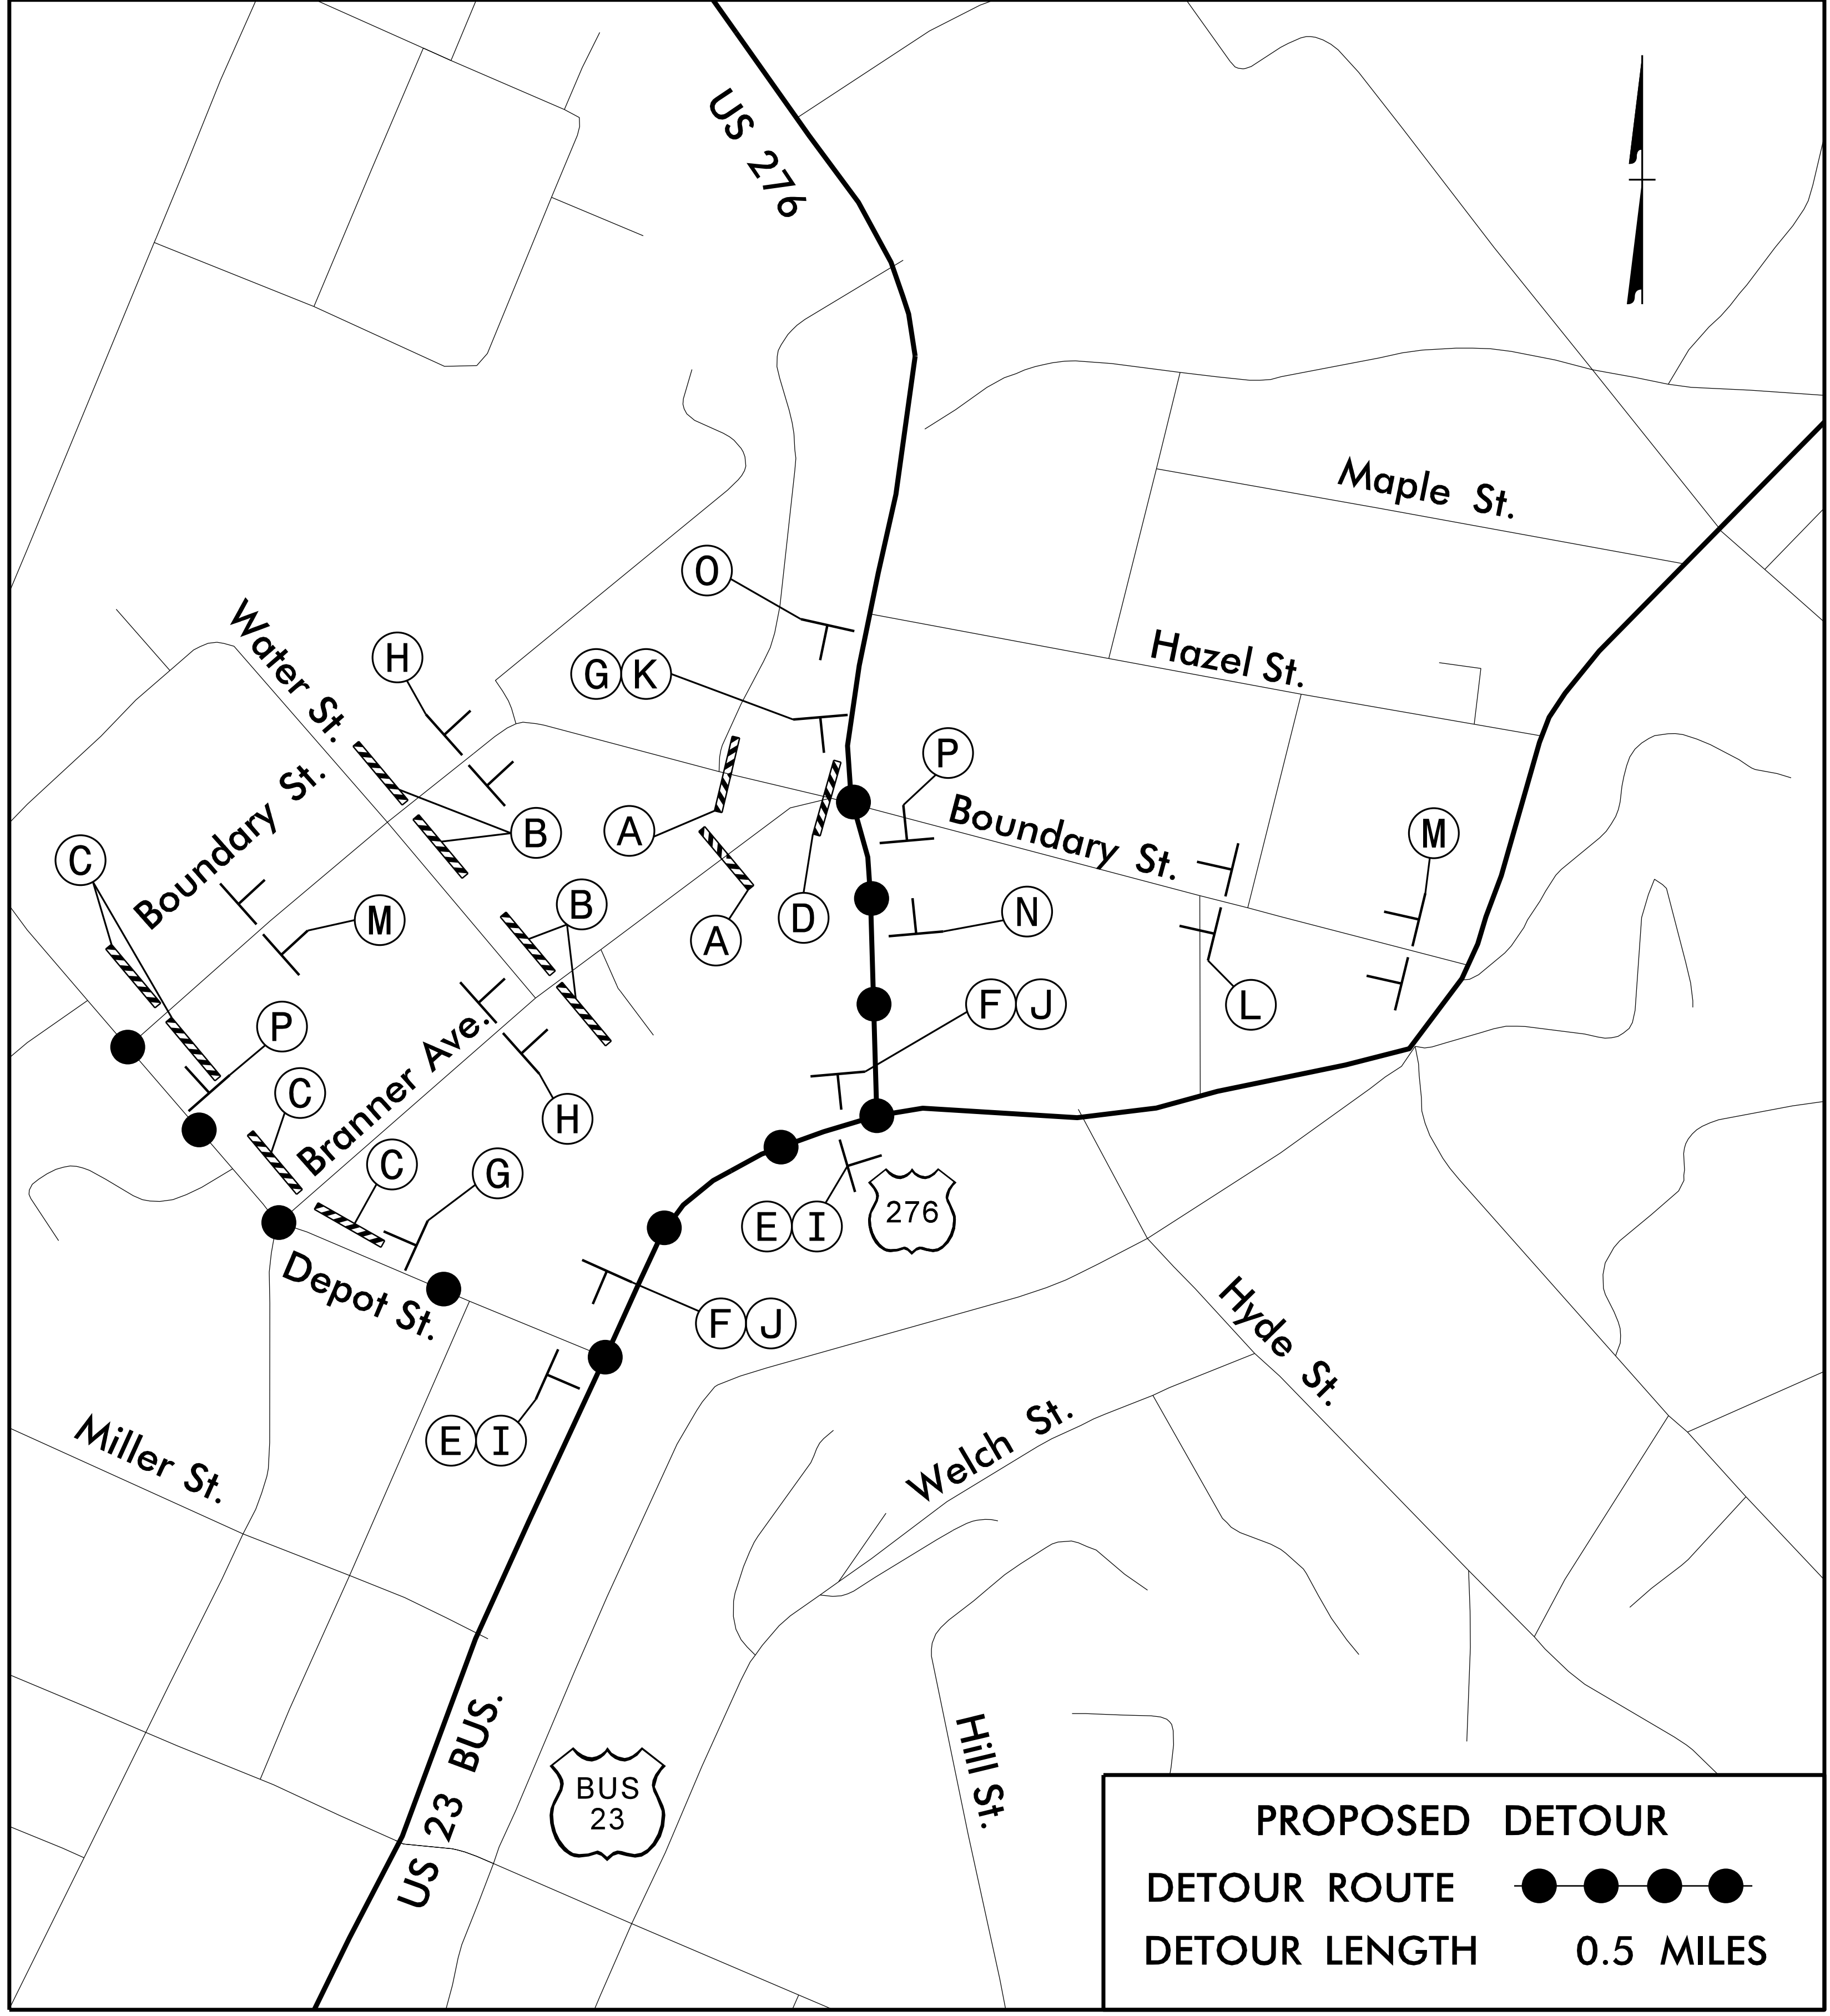 US 276
Maple St.
O
Hazel St.
Water St.
H
G K
P
Boundary St.
Boundary St.
M
B
A
C
B
M
A
D
N
F J
L
P
C
Branner Ave.
H
C
G
E I
276
Depot St.
F J
Hyde St.
E I
Miller St.
Welch St.
US 23 BUS.
Hill St.
BUS
23
PROPOSED DETOUR
DETOUR ROUTE
DETOUR LENGTH 0.5 MILES